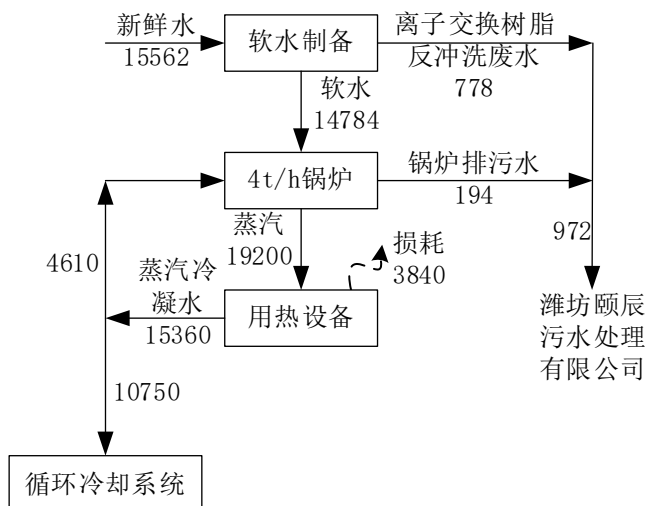 新鲜水
15562
软水制备
离子交换树脂
反冲洗废水
778
软水
14784
4t/h锅炉
锅炉排污水
194
蒸汽
19200
损耗
3840
972
4610
蒸汽冷
凝水
15360
用热设备
潍坊颐辰
污水处理
有限公司
10750
循环冷却系统